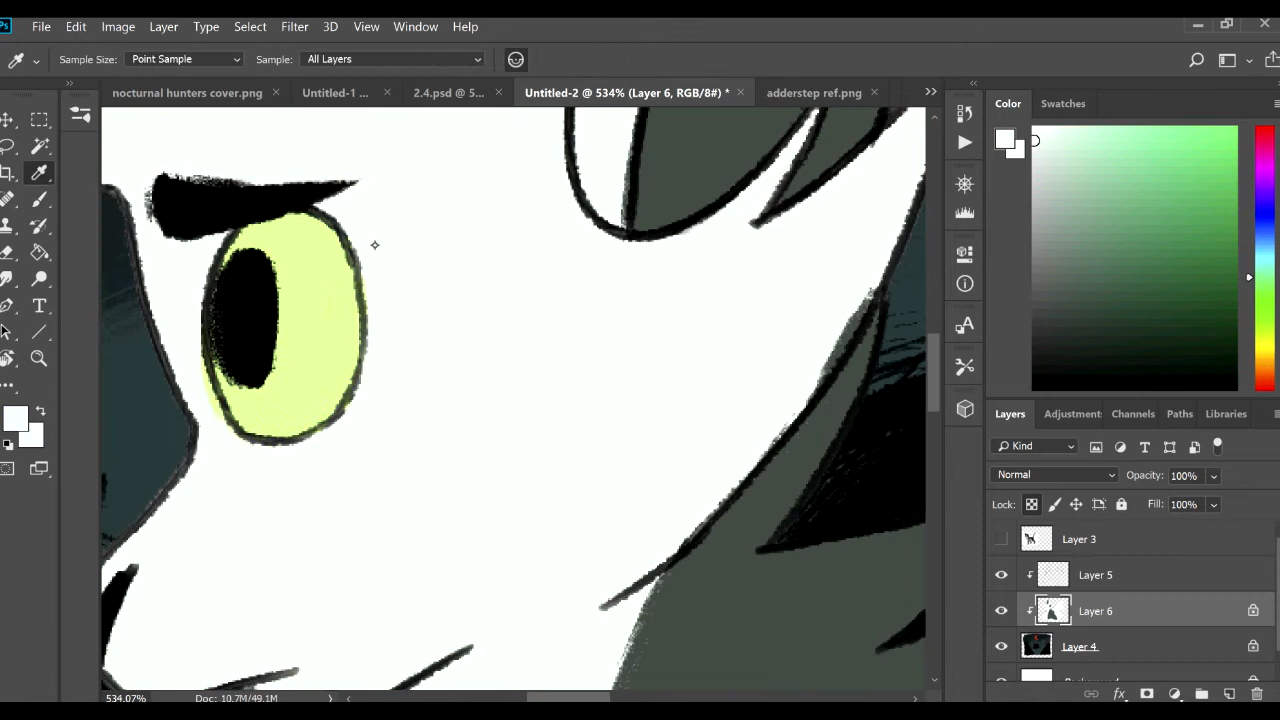 Ps File Edit Image Layer Type Select Filter 3D View Window Help
Sample Size: Point Sample Sample: All Layers
nocturnal hunters cover.png Untitled-1 ... 2.4.psd @ 5... Untitled-2 @ 534% (Layer 6, RGB/8#) * adderstep ref.png
Color Swatches
Layers Adjustment Channels Paths Libraries
Kind
Normal Opacity: 100%
Lock: Fill: 100%
Layer 3
Layer 5
Layer 6
Layer 4
534.07% Doc: 10.7M/49.1M